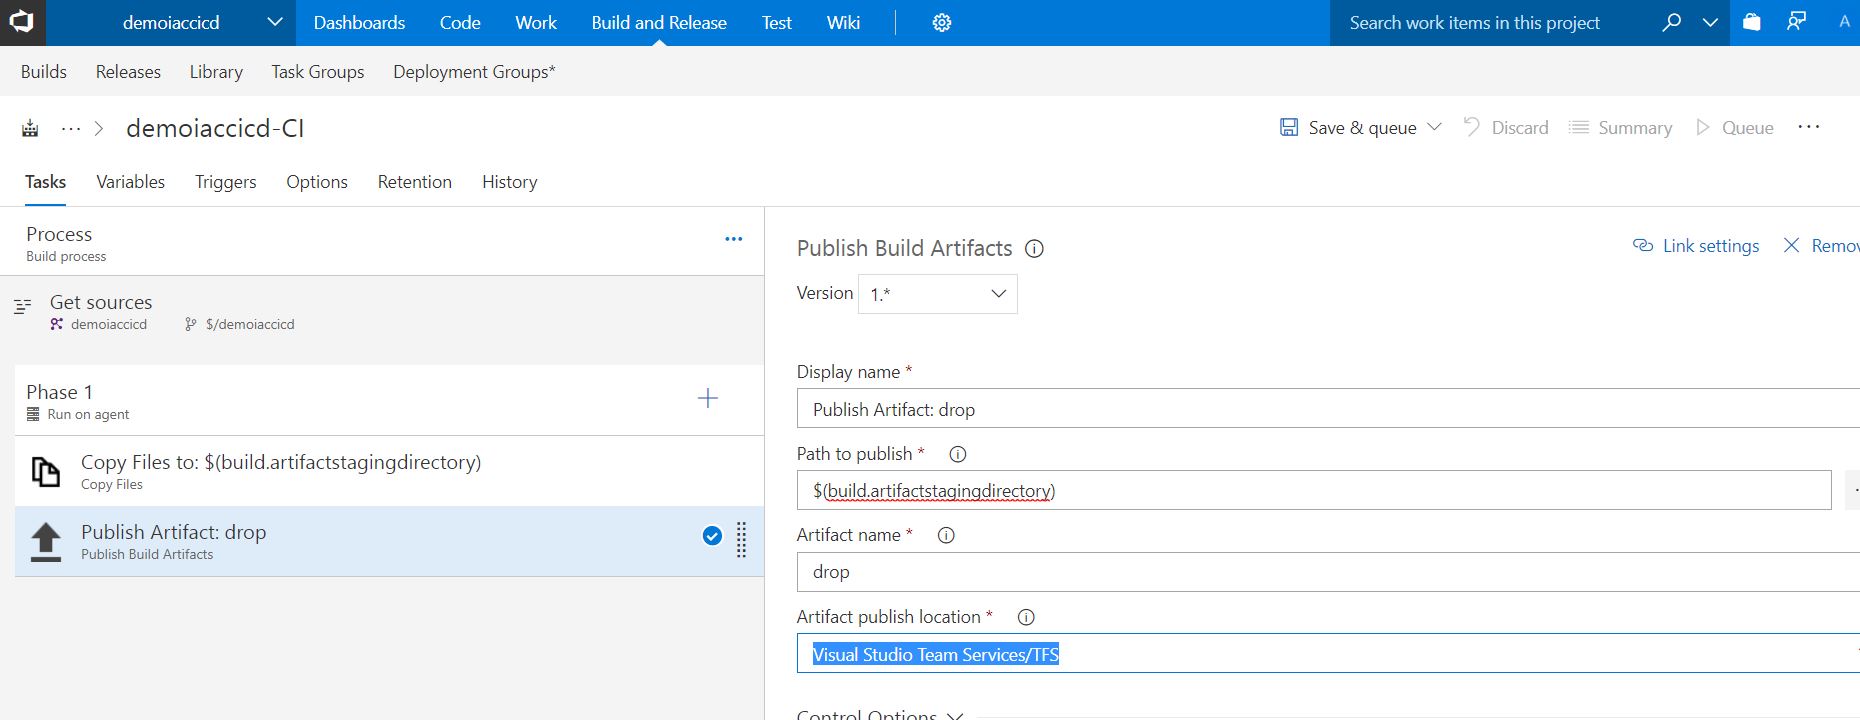 demoiaccicd Dashboards Code Work Build and Release Test Wiki Search work items in this project A
Builds Releases Library Task Groups Deployment Groups*
... > demoiaccicd-CI Save & queue Discard Summary Queue ...
Tasks Variables Triggers Options Retention History
Process
Build process
...
Publish Build Artifacts
Link settings Remov
Version 1.*
Get sources
demoiaccicd $/demoiaccicd
Phase 1
Run on agent
Copy Files to: $(build.artifactstagingdirectory)
Copy Files
Publish Artifact: drop
Publish Build Artifacts
Display name *
Publish Artifact: drop
Path to publish *
$(build.artifactstagingdirectory)
Artifact name *
drop
Artifact publish location *
Visual Studio Team Services/TFS
Control Options